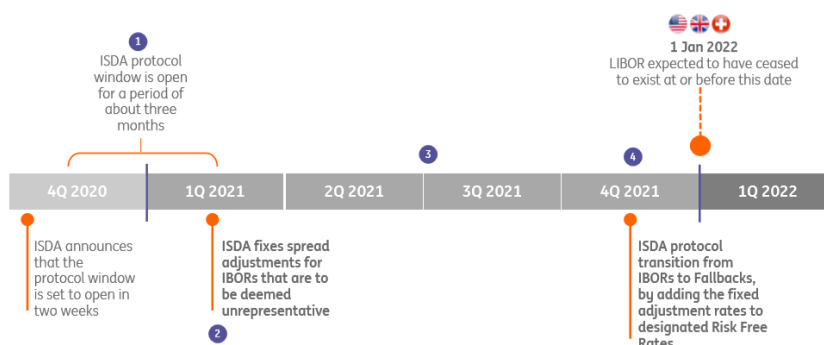 1
ISDA protocol
window is open
for a period of
about three
months
1 Jan 2022
LIBOR expected to have ceased
to exist at or before this date
3
4
4Q 2020
1Q 2021
2Q 2021
3Q 2021
4Q 2021
1Q 2022
ISDA announces
that the
protocol window
is set to open in
two weeks
ISDA fixes spread
adjustments for
IBORs that are to
be deemed
unrepresentative
2
ISDA protocol
transition from
IBORs to Fallbacks,
by adding the fixed
adjustment rates to
designated Risk Free
Rates